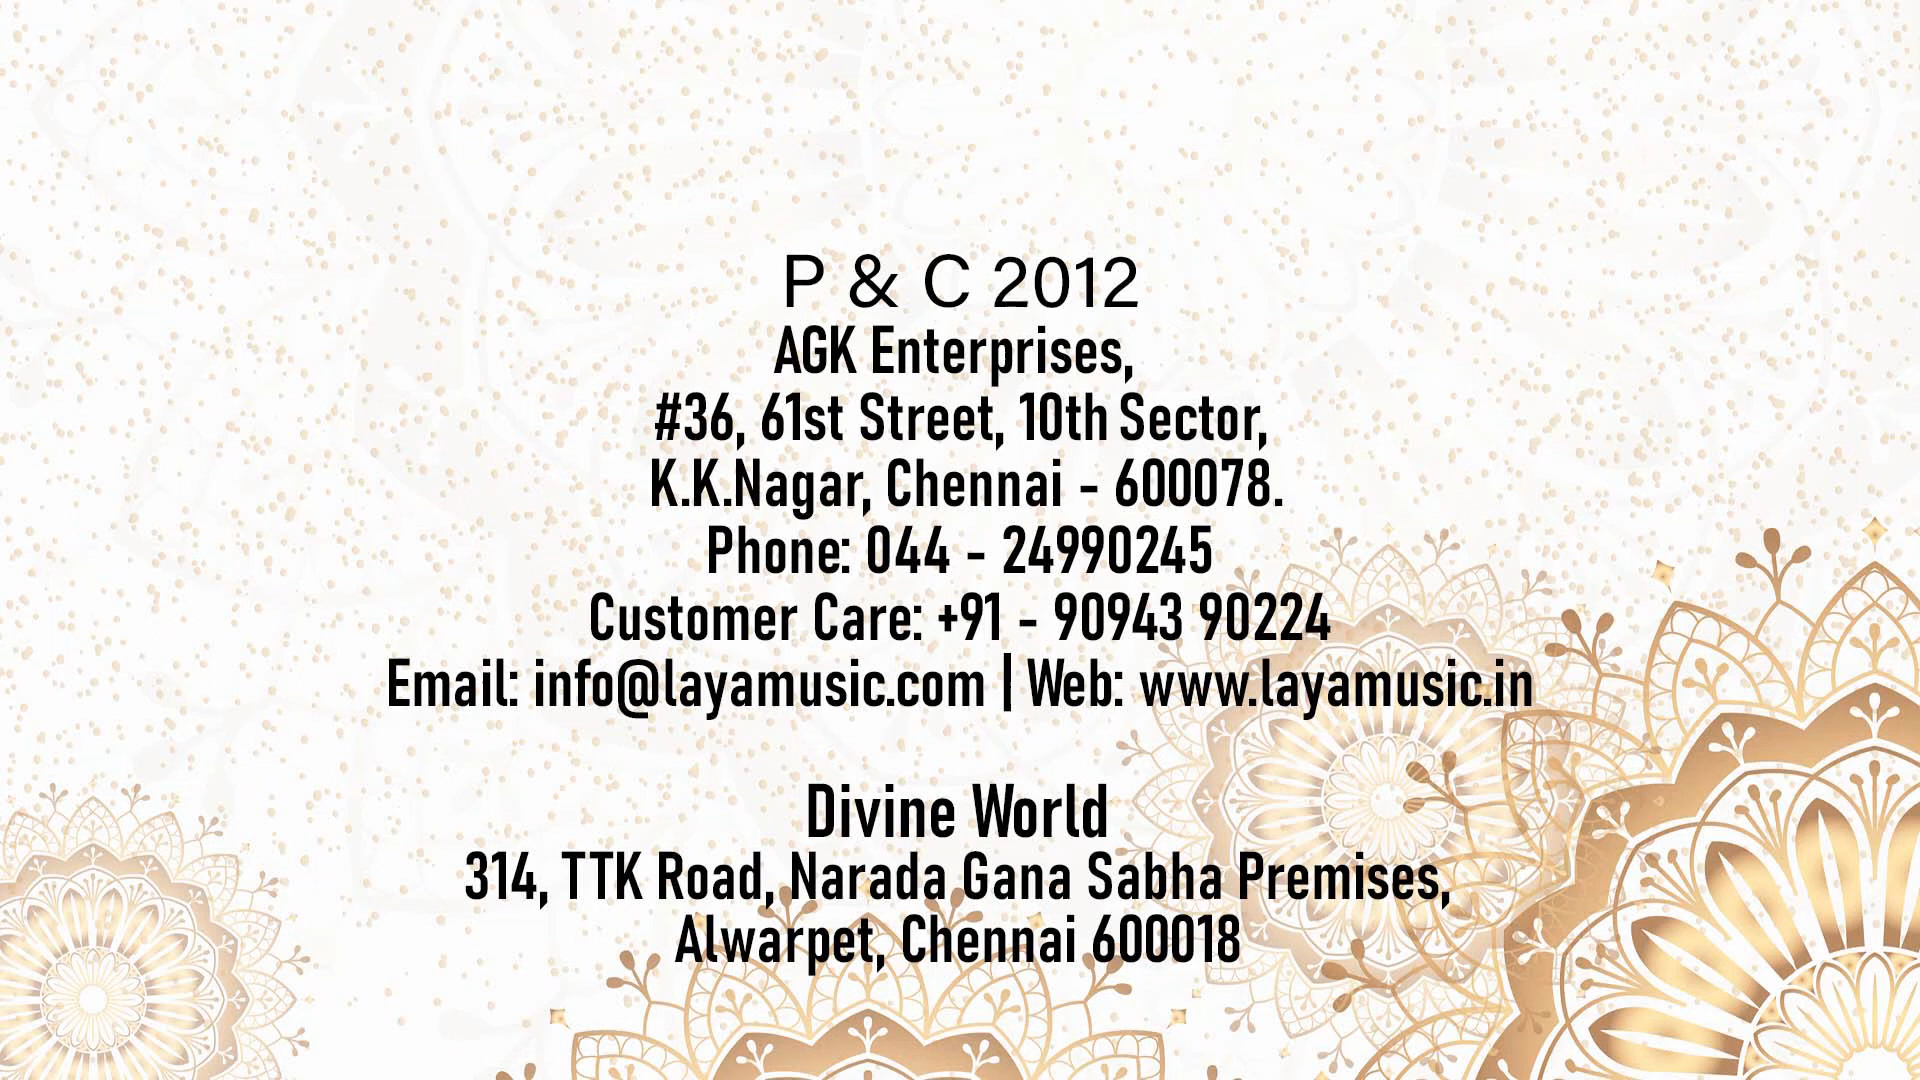 P & C 2012
AGK Enterprises,
#36, 61st Street, 10th Sector,
K.K.Nagar, Chennai - 600078.
Phone: 044 - 24990245
Customer Care: +91 - 90943 90224
Email: info@layamusic.com | Web: www.layamusic.in
Divine World
314, TTK Road, Narada Gana Sabha Premises,
Alwarpet, Chennai 600018